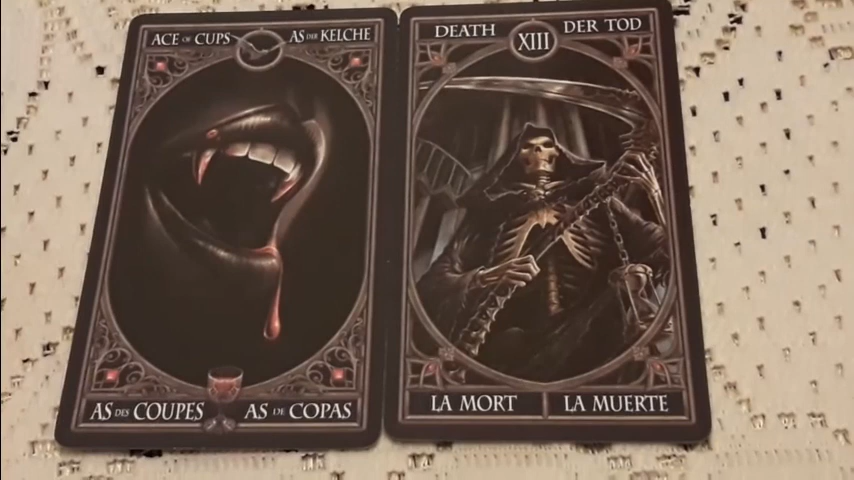 ACE OF CUPS AS DER KELCHE
AS DES COUPES AS DE COPAS
DEATH XIII DER TOD
LA MORT LA MUERTE